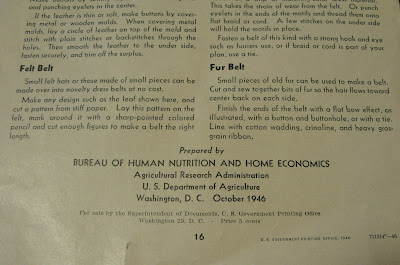 and punching eyelets in the center.
If the leather is thin or soft, make buttons by cover-
ing metal or wooden molds. When covering metal
molds, lay a circle of leather on top of the mold and
stitch with plain stitches or backstitches through the
holes. Then smooth the leather to the under side,
fasten securely, and trim off the surplus.
Felt Belt
Small felt hats or those made of small pieces can be
made over into novelty dress belts at no cost.
Make any design such as the leaf shown here, and
cut a pattern from stiff paper. Lay this pattern on
the felt, mark around it with a sharp-pointed colored
pencil and cut enough figures to make a belt the right
length.
This takes the strain of wear from the felt. Or punch
eyelets in the ends of the motifs and thread them onto
flat braid or cord. A few stitches on the under side
will hold the motifs in place.
Fasten a belt of this kind with a strong hook and eye
such as furriers use, or if braid or cord is part of your
plan, use a tie.
Fur Belt
Small pieces of old fur can be used to make a belt.
Cut and sew together bits of fur so the hair flows toward
center back on each side.
Finish the ends of the belt with a flat bow effect, as
illustrated, with a button and buttonhole, or with a tie.
Line with cotton wadding, crinoline, and heavy gros-
grain ribbon.
Prepared by
BUREAU OF HUMAN NUTRITION AND HOME ECONOMICS
Agricultural Research Administration
U. S. Department of Agriculture
Washington, D. C. October 1946
For sale by the Superintendent of Documents, U. S. Government Printing Office
Washington 25, D. C. - Price 5 cents
16
U. S. GOVERNMENT PRINTING OFFICE, 1946